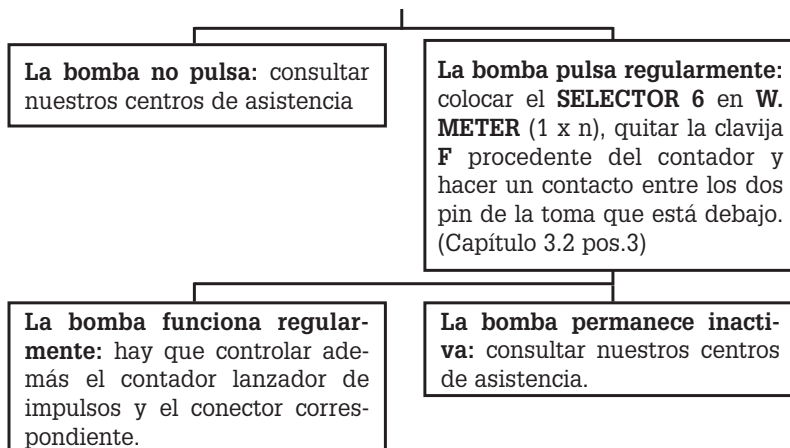 La bomba no pulsa: consultar
nuestros centros de asistencia
La bomba pulsa regularmente:
colocar el SELECTOR 6 en W.
METER (1 x n), quitar la clavija
F procedente del contador y
hacer un contacto entre los dos
pin de la toma que está debajo.
(Capítulo 3.2 pos.3)
La bomba funciona regular-
mente: hay que controlar ade-
más el contador lanzador de
impulsos y el conector corres-
pondiente.
La bomba permanece inacti-
va: consultar nuestros centros
de asistencia.